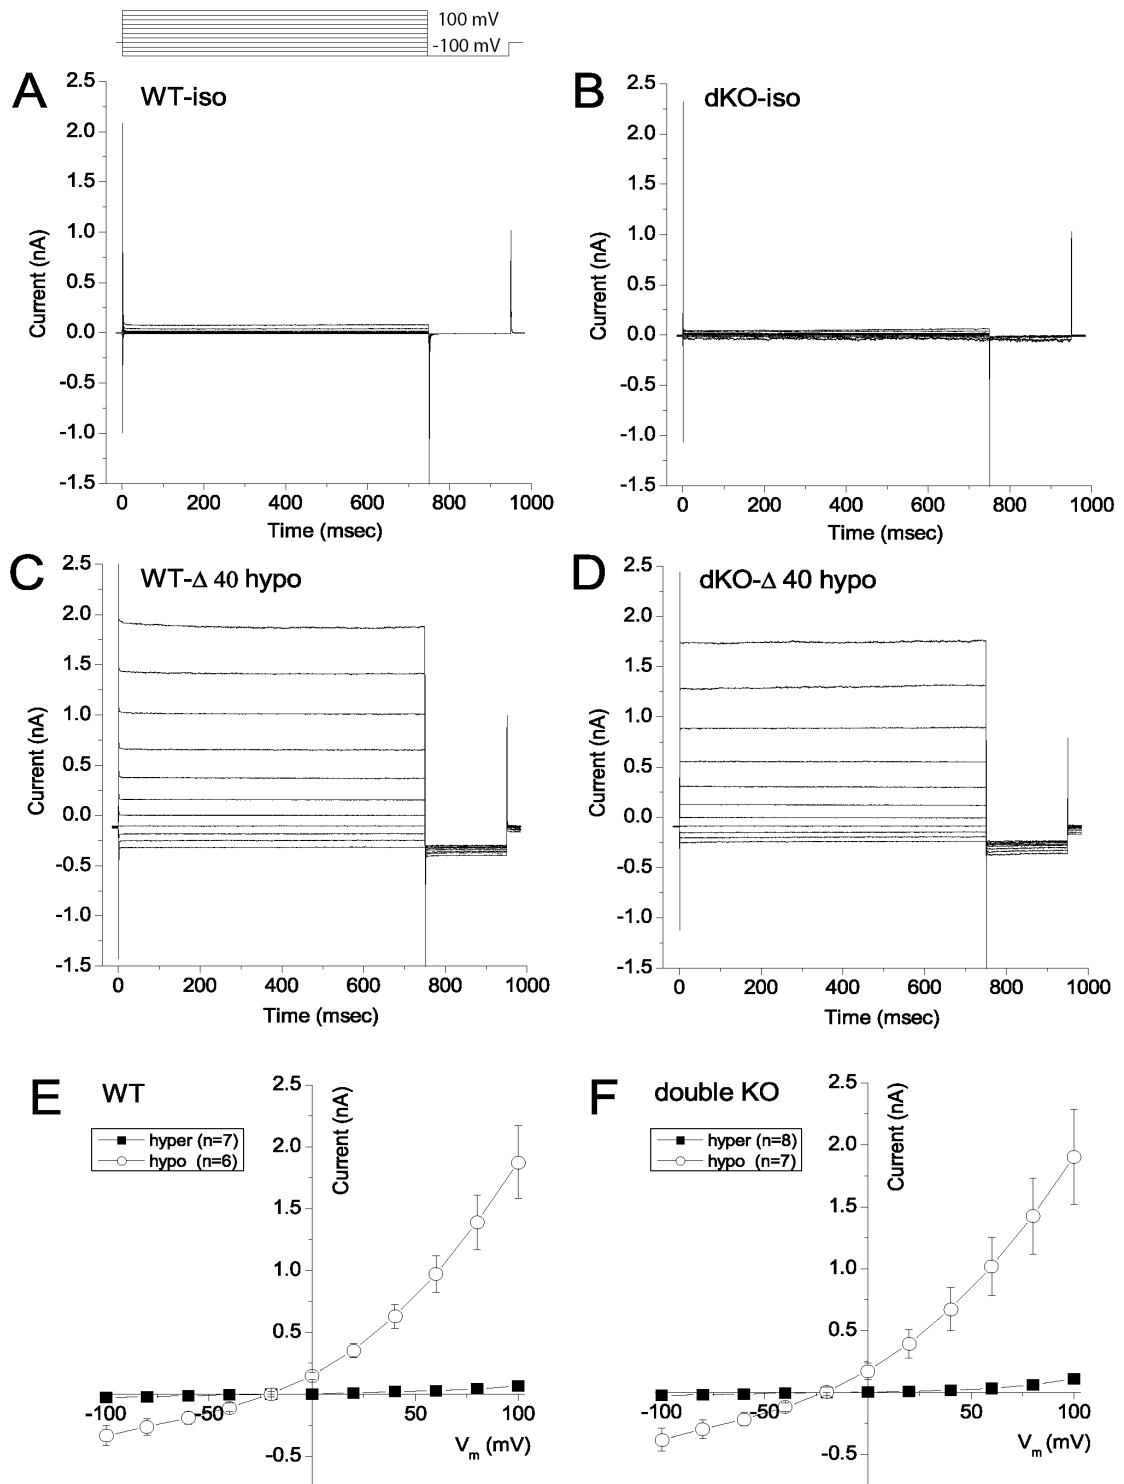 100 mV
-100 mV
A
WT-iso
2.5
2.0
1.5
1.0
0.5
0.0
-0.5
-1.0
-1.5
Current (nA)
0 200 400 600 800 1000
Time (msec)
B
dKO-iso
2.5
2.0
1.5
1.0
0.5
0.0
-0.5
-1.0
-1.5
Current (nA)
0 200 400 600 800 1000
Time (msec)
C
WT-Δ 40 hypo
2.5
2.0
1.5
1.0
0.5
0.0
-0.5
-1.0
-1.5
Current (nA)
0 200 400 600 800 1000
Time (msec)
D
dKO-Δ 40 hypo
2.5
2.0
1.5
1.0
0.5
0.0
-0.5
-1.0
-1.5
Current (nA)
0 200 400 600 800 1000
Time (msec)
E
WT
hyper (n=7)
hypo (n=6)
2.5
2.0
1.5
1.0
0.5
-0.5
Current (nA)
-100 -50 50 100
Vm (mV)
F
double KO
hyper (n=8)
hypo (n=7)
2.5
2.0
1.5
1.0
0.5
-0.5
Current (nA)
-100 -50 50 100
Vm (mV)